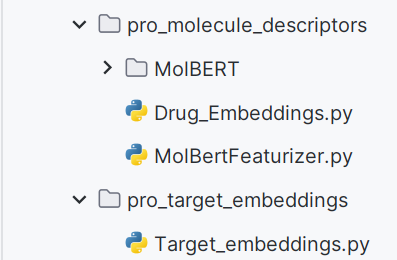 pro_molecule_descriptors
MolBERT
Drug_Embeddings.py
MolBertFeaturizer.py
pro_target_embeddings
Target_embeddings.py